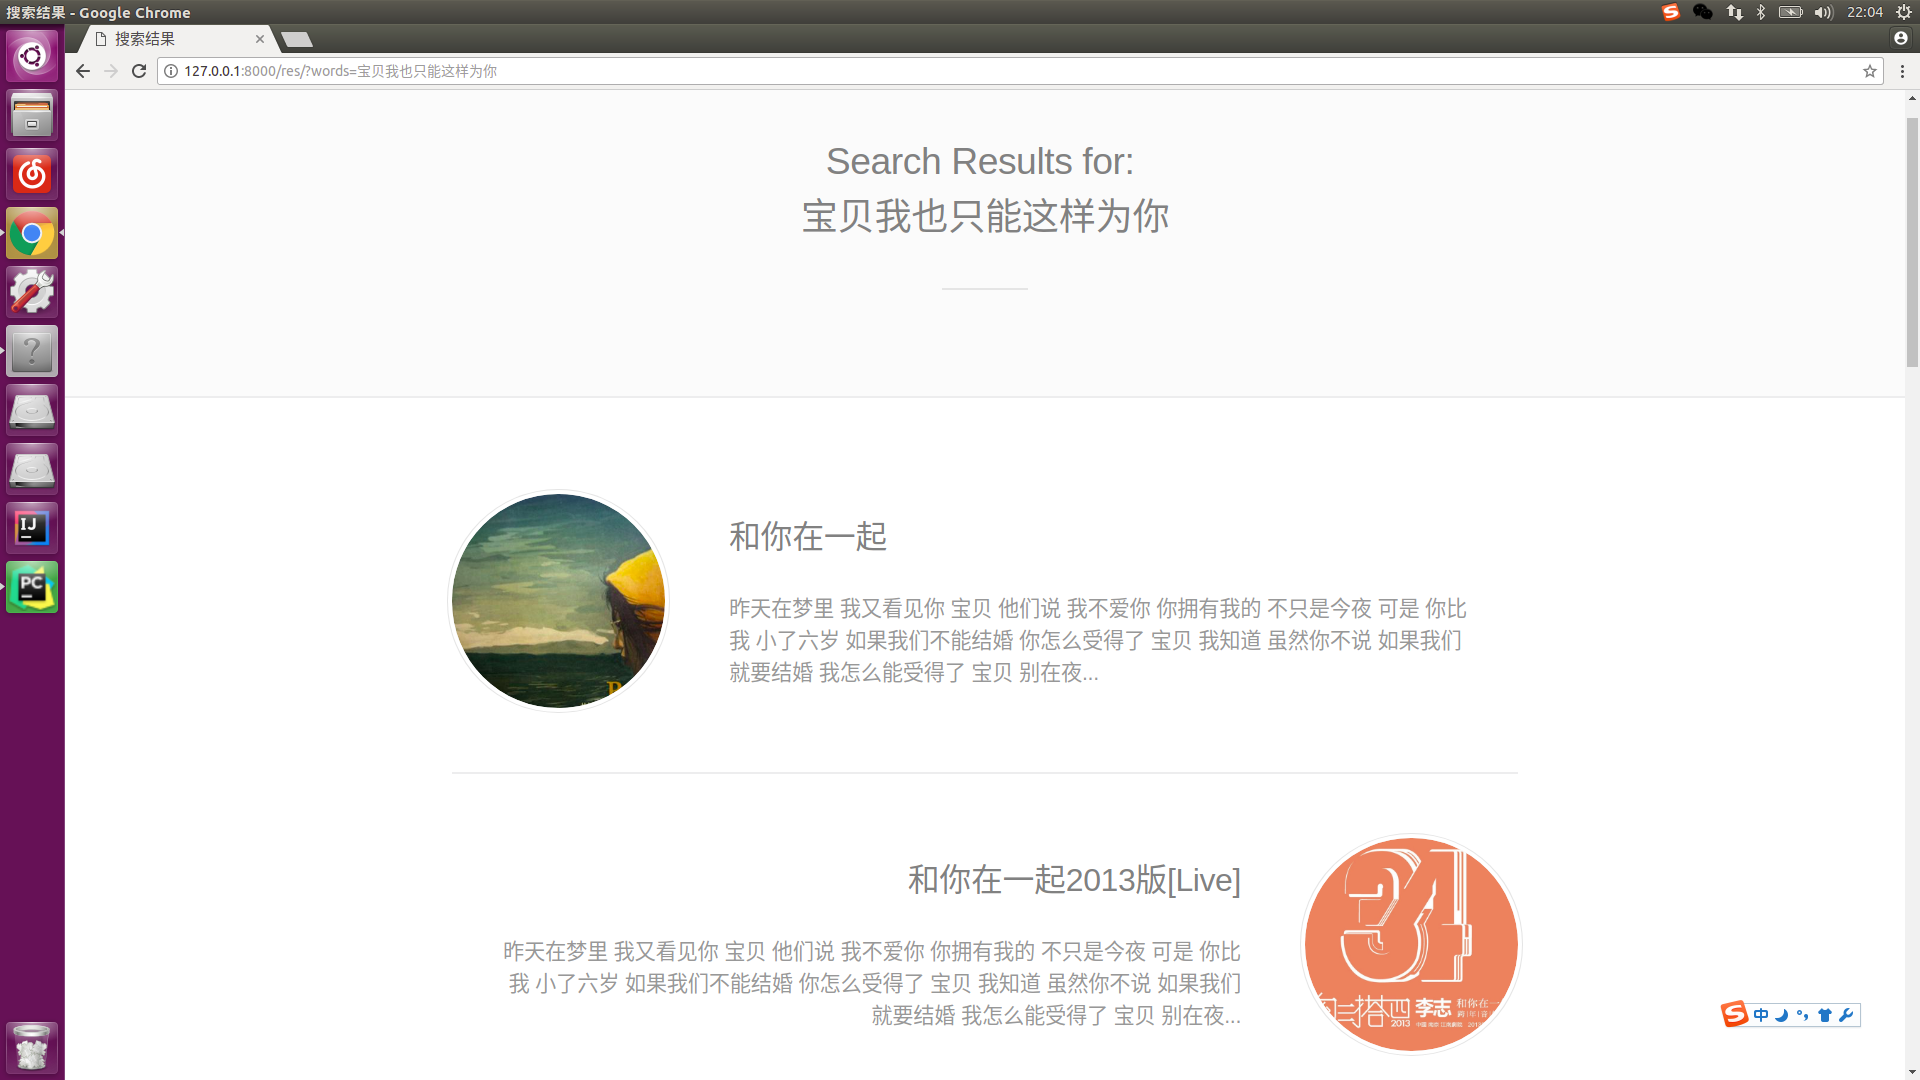 搜索结果 - Google Chrome
22:04
搜索结果
127.0.0.1:8000/res/?words=宝贝我也只能这样为你
Search Results for:
宝贝我也只能这样为你
和你在一起
昨天在梦里 我又看见你 宝贝 他们说 我不爱你 你拥有我的 不只是今夜 可是 你比
我 小了六岁 如果我们不能结婚 你怎么受得了 宝贝 我知道 虽然你不说 如果我们
就要结婚 我怎么能受得了 宝贝 别在夜...
和你在一起2013版[Live]
昨天在梦里 我又看见你 宝贝 他们说 我不爱你 你拥有我的 不只是今夜 可是 你比
我 小了六岁 如果我们不能结婚 你怎么受得了 宝贝 我知道 虽然你不说 如果我们
就要结婚 我怎么能受得了 宝贝 别在夜...
34
李志
和你在一
2013
IJ
PC
中